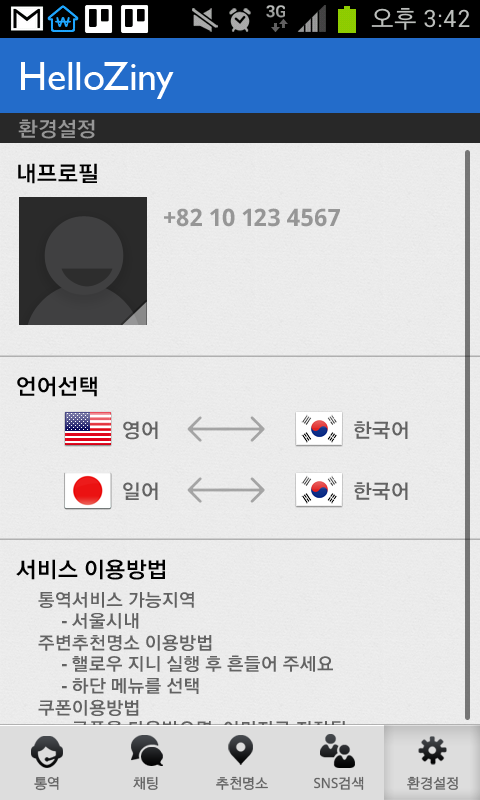 3G 오후 3:42
HelloZiny
환경설정
내프로필
+82 10 123 4567
언어선택
영어 한국어
일어 한국어
서비스 이용방법
통역서비스 가능지역
- 서울시내
주변추천명소 이용방법
- 핼로우 지니 실행 후 흔들어 주세요
- 하단 메뉴를 선택
쿠폰이용방법
통역 채팅 추천명소 SNS검색 환경설정